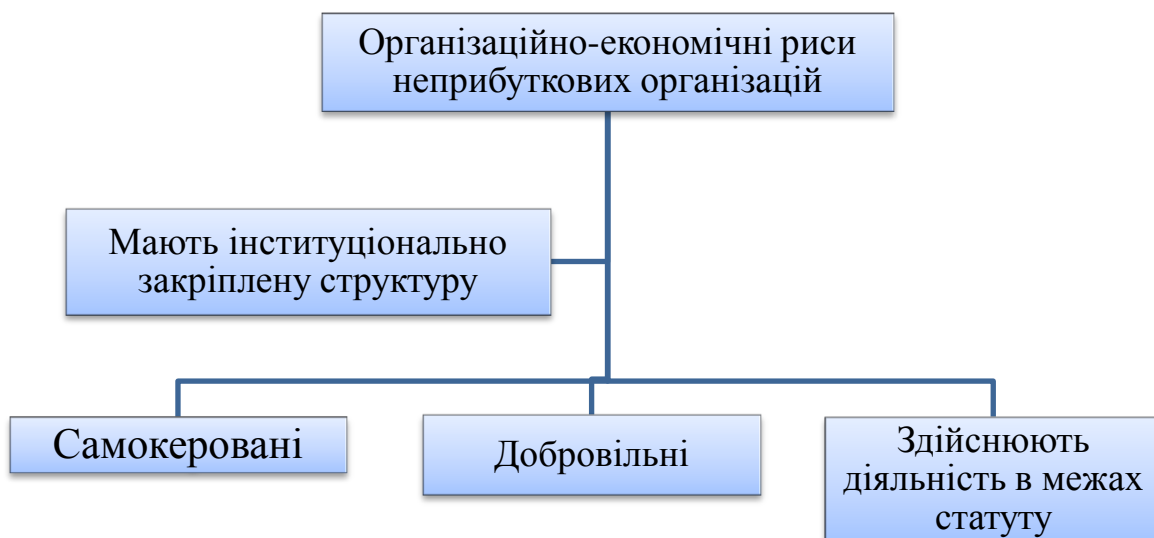 Організаційно-економічні риси
неприбуткових організацій
Мають інституціонально
закріплену структуру
Самокеровані
Добровільні
Здійснюють
діяльність в межах
статуту